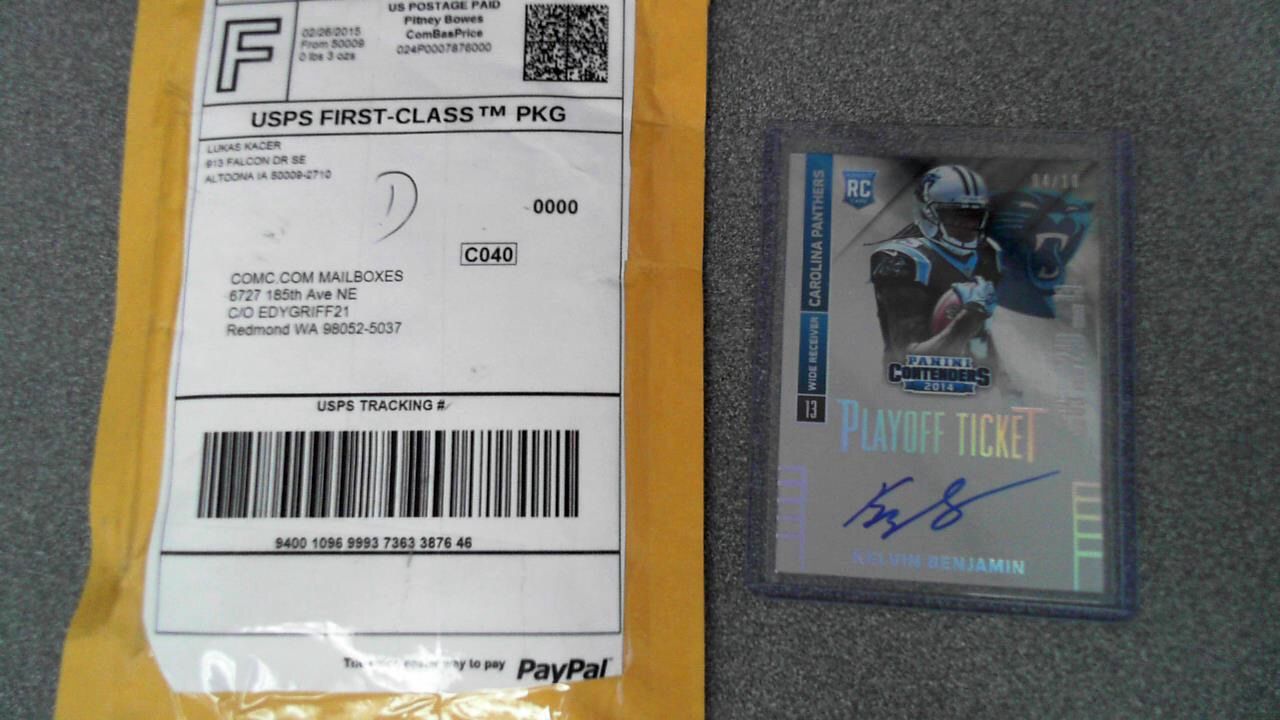 F
02/26/2015
From 50009
0 lbs 3 ozs
US POSTAGE PAID
Pitney Bowes
ComBasPrice
024P0007876000
USPS FIRST-CLASS™ PKG
LUKAS KACER
913 FALCON DR SE
ALTOONA IA 50009-2710
D
0000
C040
COMC.COM MAILBOXES
6727 185th Ave NE
C/O EDYGRIFF21
Redmond WA 98052-5037
USPS TRACKING #
9400 1096 9993 7363 3876 46
way to pay PayPal
RC
CAROLINA PANTHERS
WIDE RECEIVER
13
PANINI
CONTENDERS
2014
PLAYOFF TICKET
KELVIN BENJAMIN